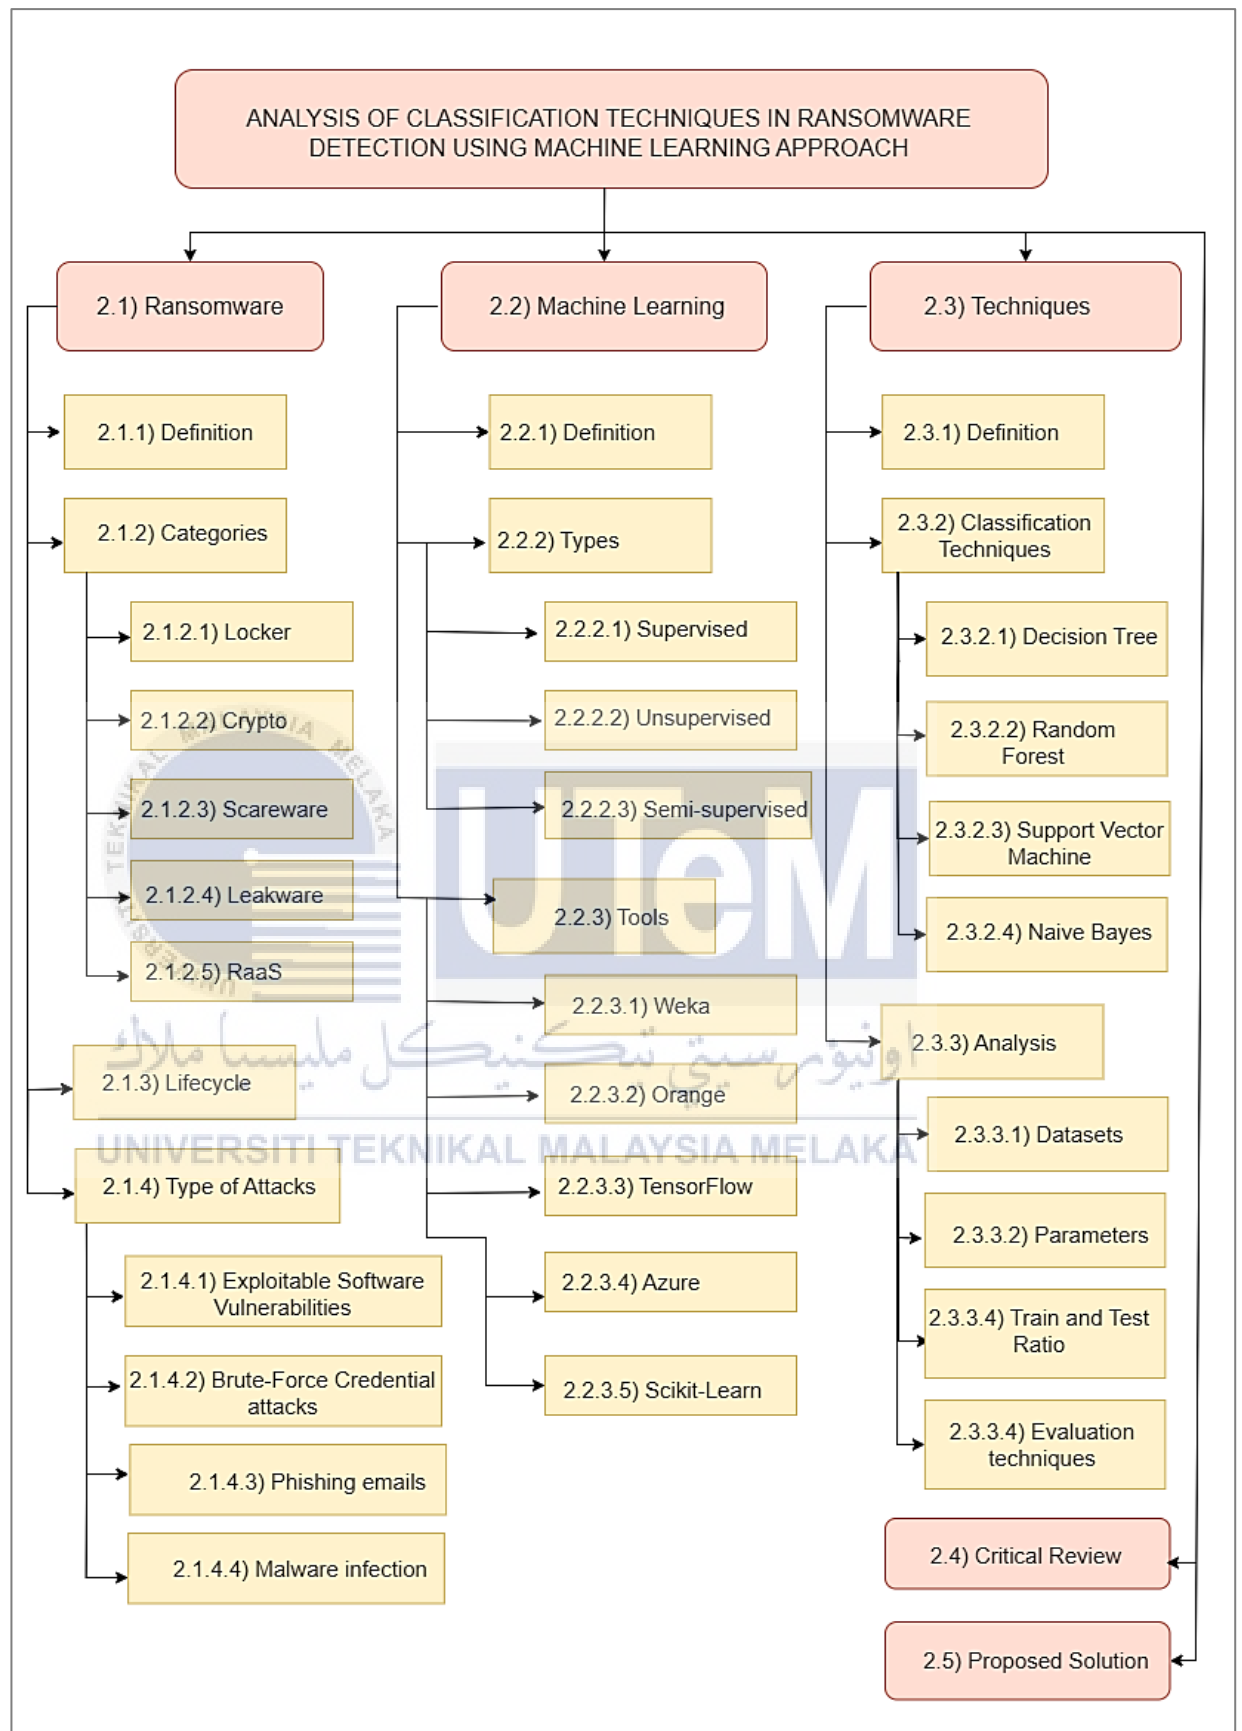 ANALYSIS OF CLASSIFICATION TECHNIQUES IN RANSOMWARE
DETECTION USING MACHINE LEARNING APPROACH
2.1) Ransomware
2.1.1) Definition
2.1.2) Categories
2.1.2.1) Locker
2.1.2.2) Crypto
2.1.2.3) Scareware
2.1.2.4) Leakware
2.1.2.5) RaaS
2.1.3) Lifecycle
2.1.4) Type of Attacks
2.1.4.1) Exploitable Software
Vulnerabilities
2.1.4.2) Brute-Force Credential
attacks
2.1.4.3) Phishing emails
2.1.4.4) Malware infection
2.2) Machine Learning
2.2.1) Definition
2.2.2) Types
2.2.2.1) Supervised
2.2.2.2) Unsupervised
2.2.2.3) Semi-supervised
2.2.3) Tools
2.2.3.1) Weka
2.2.3.2) Orange
2.2.3.3) TensorFlow
2.2.3.4) Azure
2.2.3.5) Scikit-Learn
2.3) Techniques
2.3.1) Definition
2.3.2) Classification
Techniques
2.3.2.1) Decision Tree
2.3.2.2) Random
Forest
2.3.2.3) Support Vector
Machine
2.3.2.4) Naive Bayes
2.3.3) Analysis
2.3.3.1) Datasets
2.3.3.2) Parameters
2.3.3.4) Train and Test
Ratio
2.3.3.4) Evaluation
techniques
2.4) Critical Review
2.5) Proposed Solution
UNIVERSITI TEKNIKAL MALAYSIA MELAKA
UTeM
اونيۏرسيتي تيكنيكل مليسيا ملاك
UNIVERSITI TEKNIKAL MALAYSIA MELAKA